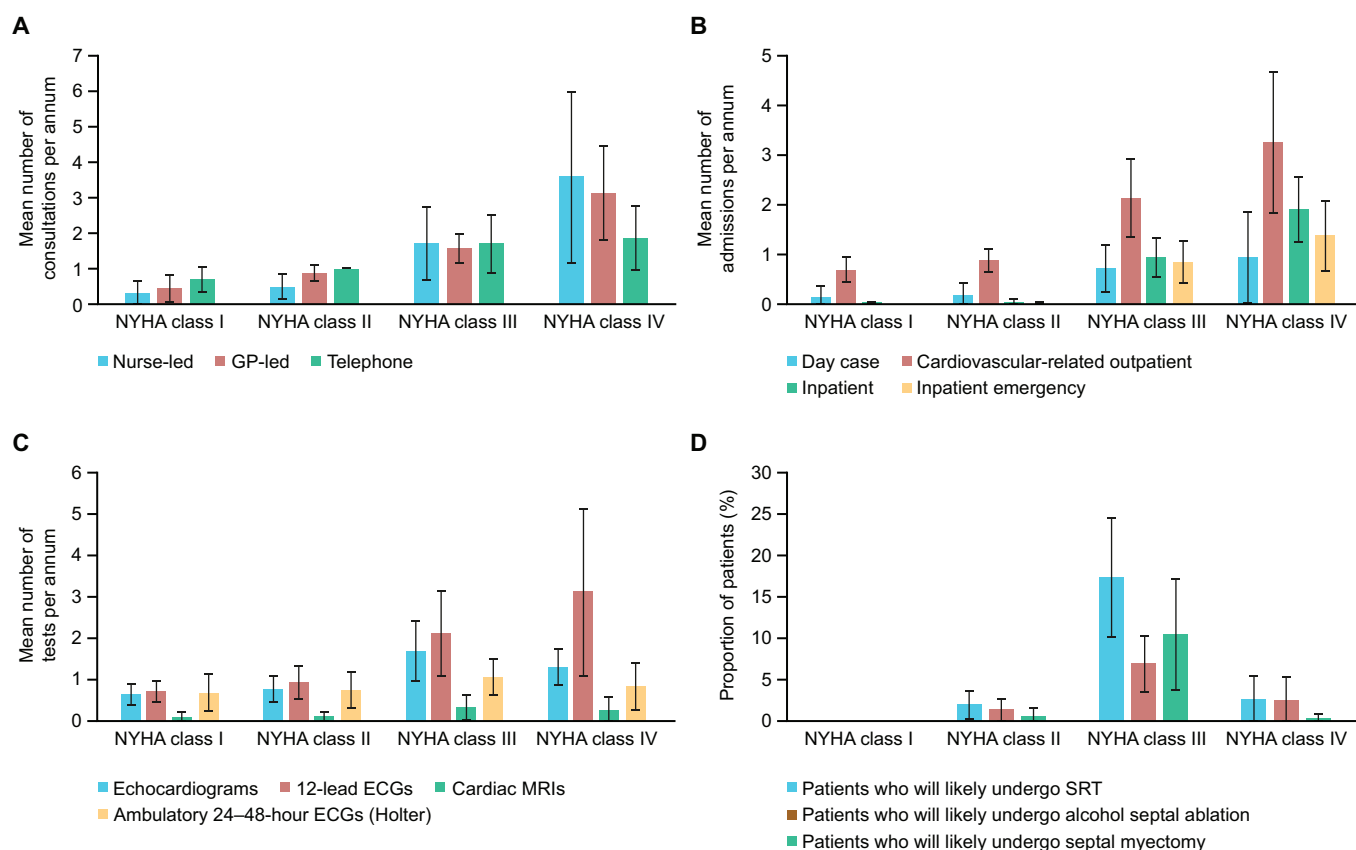 A
Mean number of
consultations per annum
7
6
5
4
3
2
1
0
NYHA class I NYHA class II NYHA class III NYHA class IV
Nurse-led GP-led Telephone
B
Mean number of
admissions per annum
5
4
3
2
1
0
NYHA class I NYHA class II NYHA class III NYHA class IV
Day case Cardiovascular-related outpatient
Inpatient Inpatient emergency
C
Mean number of
tests per annum
6
5
4
3
2
1
0
NYHA class I NYHA class II NYHA class III NYHA class IV
Echocardiograms 12-lead ECGs Cardiac MRIs
Ambulatory 24–48-hour ECGs (Holter)
D
Proportion of patients (%)
30
25
20
15
10
5
0
NYHA class I NYHA class II NYHA class III NYHA class IV
Patients who will likely undergo SRT
Patients who will likely undergo alcohol septal ablation
Patients who will likely undergo septal myectomy